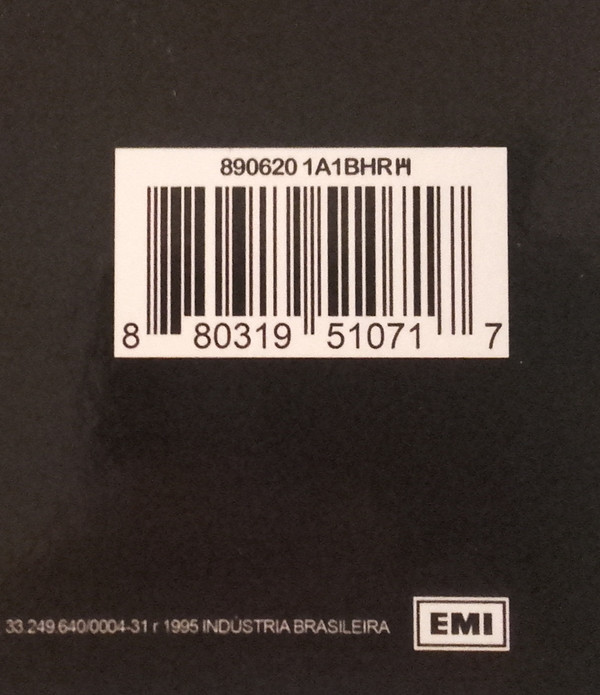 890620 1A1BHR
8 80319 51071 7
33.249.640/0004-31 r 1995 INDÚSTRIA BRASILEIRA
EMI